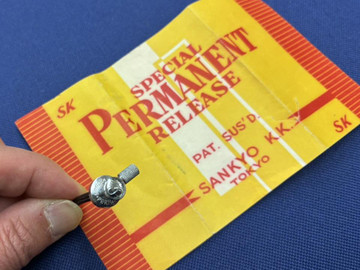 SK
SPECIAL
PERMANENT
RELEASE
PAT. SUS'D.
SANKYO K.K.
TOKYO
SK